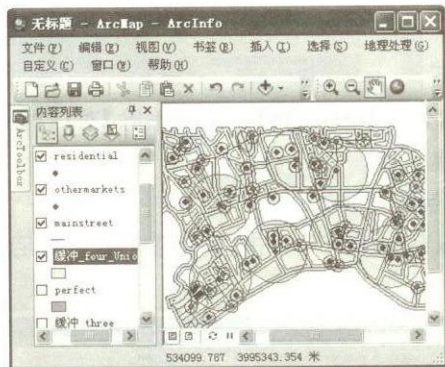 无标题 - ArcMap - ArcInfo
文件(F) 编辑(E) 视图(V) 书签(B) 插入(I) 选择(S) 地理处理(G)
自定义(C) 窗口(W) 帮助(H)
内容列表
ArcToolbox
residential
othermarkets
mainstreet
缓冲_four_Unio
perfect
缓冲 three
534099.787 3995343.354 米